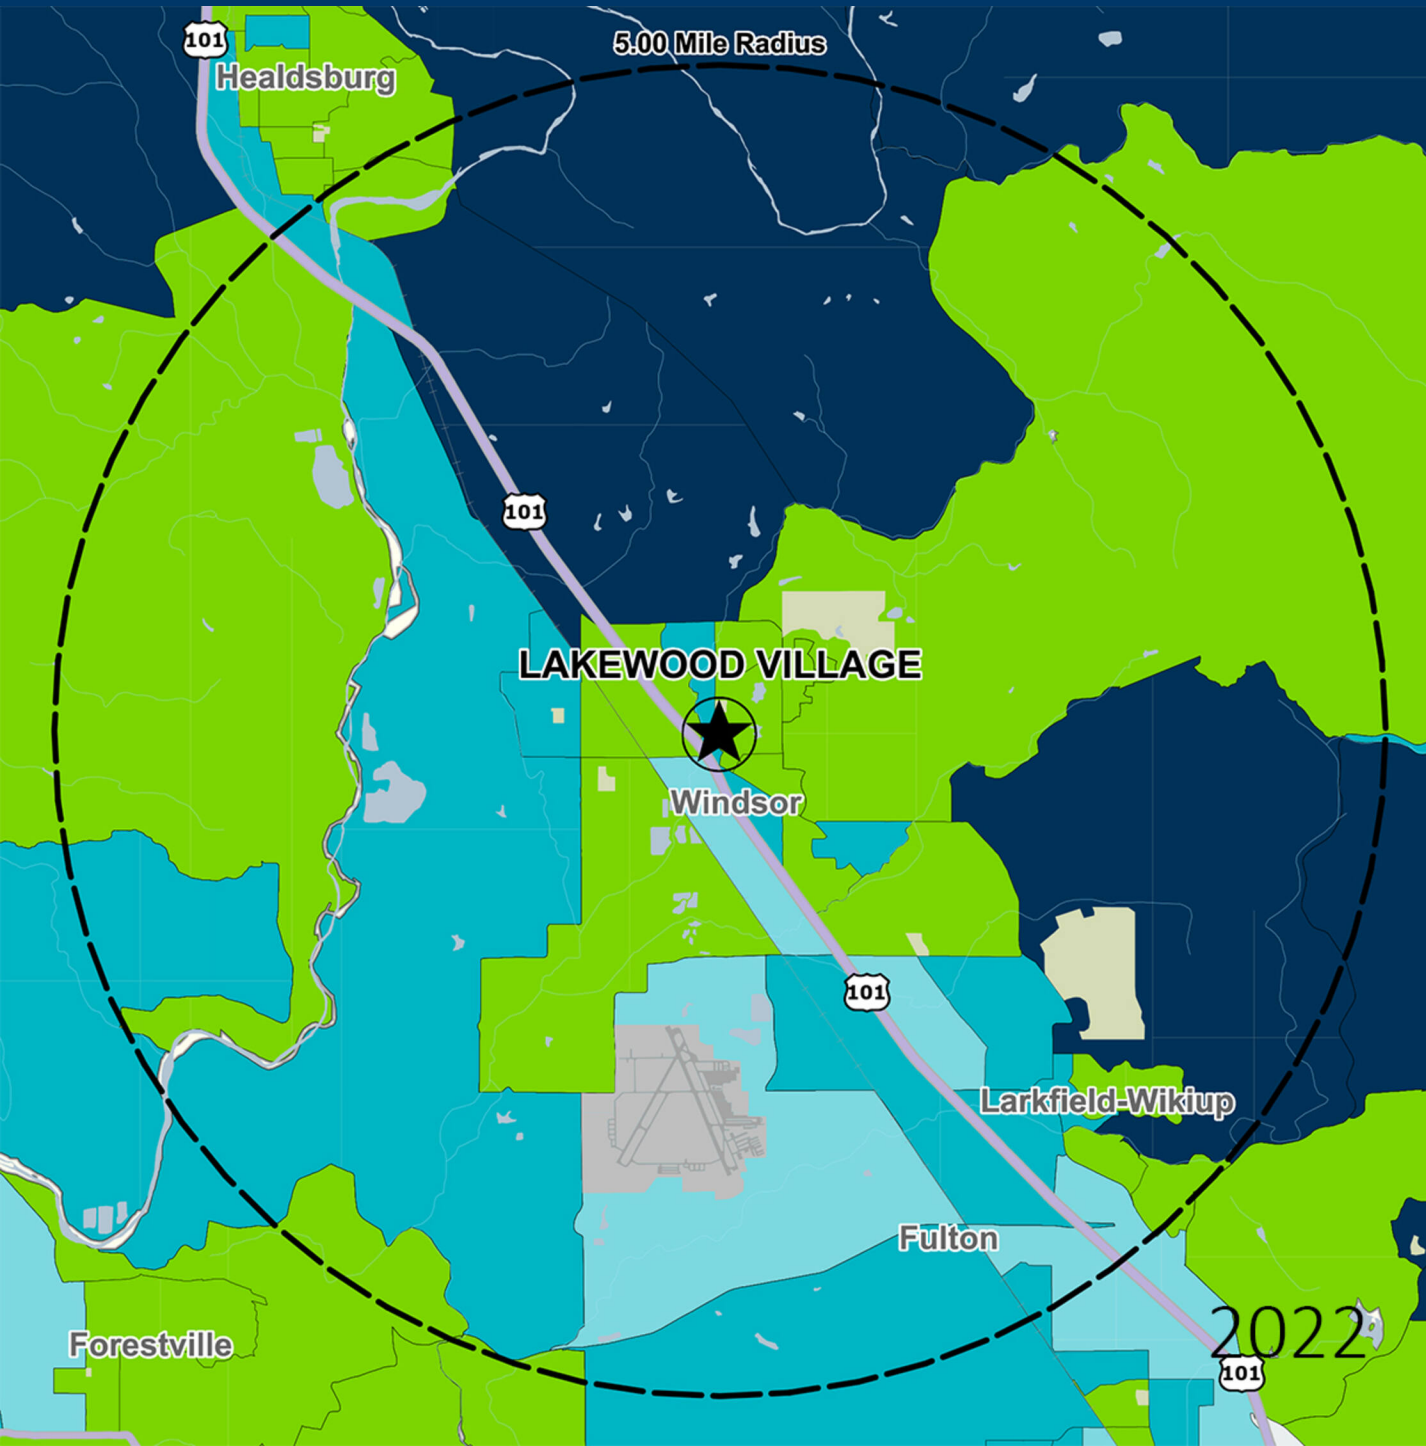 5.00 Mile Radius
101
Healdsburg
101
LAKEWOOD VILLAGE
Windsor
101
Larkfield-Wikiup
Fulton
2022
Forestville
101